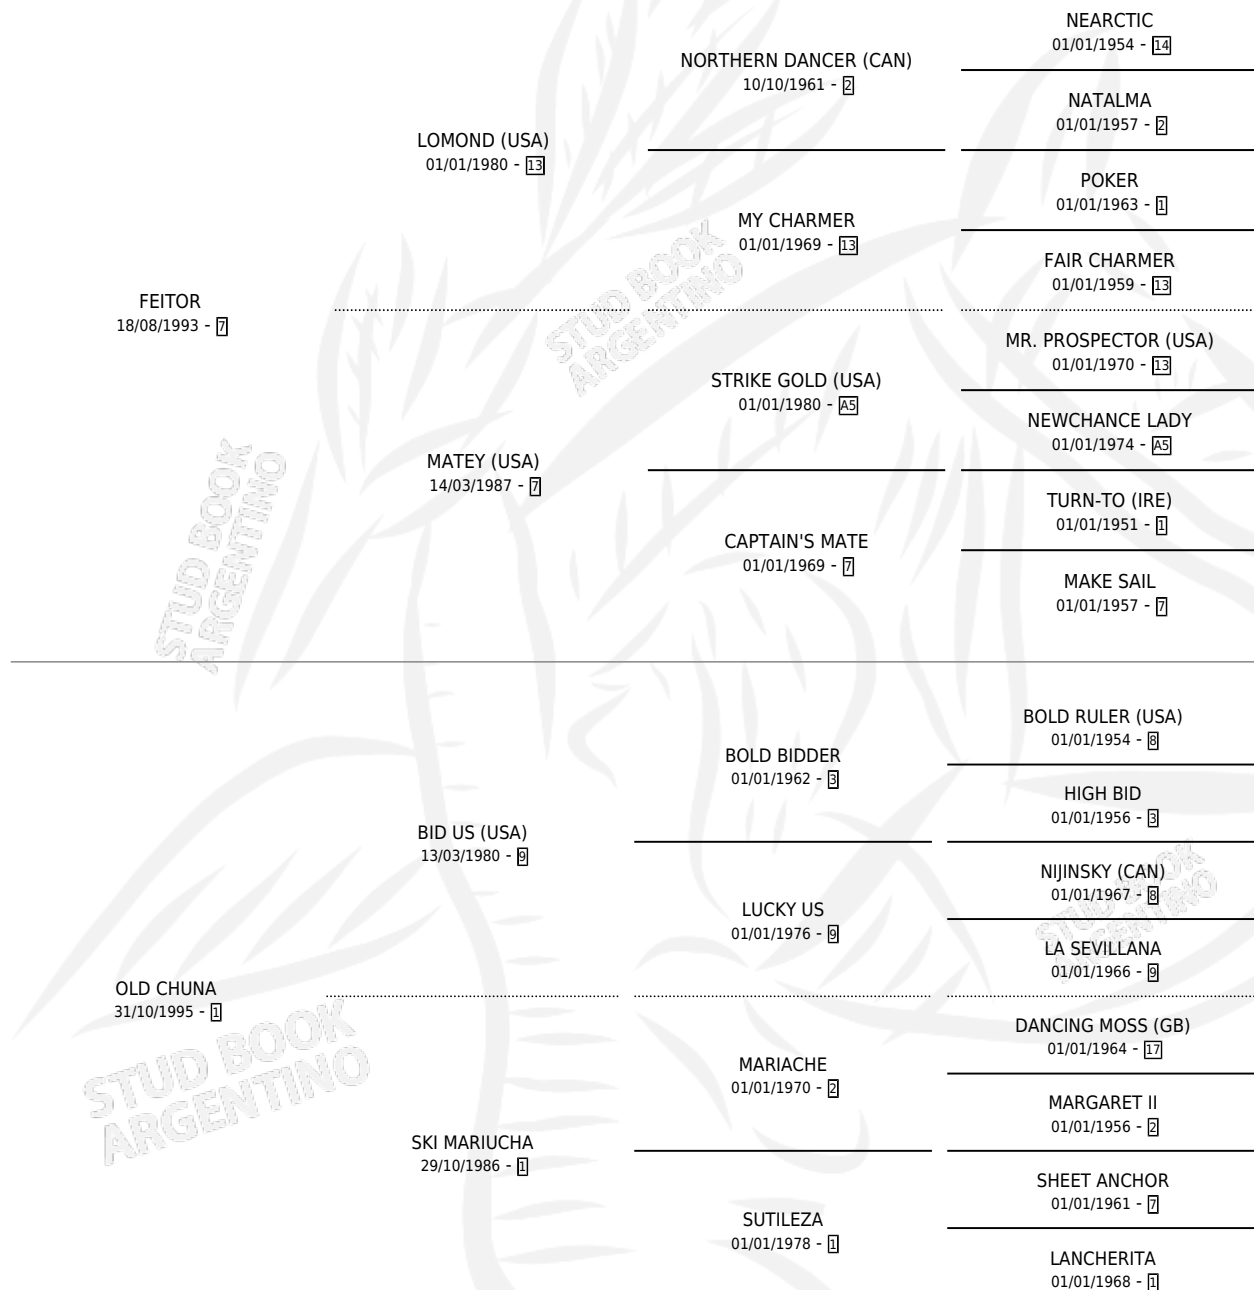 NEARCTIC
01/01/1954 - 14
NORTHERN DANCER (CAN)
10/10/1961 - 2
NATALMA
01/01/1957 - 2
LOMOND (USA)
01/01/1980 - 13
POKER
01/01/1963 - 1
MY CHARMER
01/01/1969 - 13
FAIR CHARMER
01/01/1959 - 13
FEITOR
18/08/1993 - 7
MR. PROSPECTOR (USA)
01/01/1970 - 13
STRIKE GOLD (USA)
01/01/1980 - A5
NEWCHANCE LADY
01/01/1974 - A5
MATEY (USA)
14/03/1987 - 7
TURN-TO (IRE)
01/01/1951 - 1
CAPTAIN'S MATE
01/01/1969 - 7
MAKE SAIL
01/01/1957 - 7
BOLD RULER (USA)
01/01/1954 - 8
BOLD BIDDER
01/01/1962 - 3
HIGH BID
01/01/1956 - 3
BID US (USA)
13/03/1980 - 9
NIJINSKY (CAN)
01/01/1967 - 8
LUCKY US
01/01/1976 - 9
LA SEVILLANA
01/01/1966 - 9
OLD CHUNA
31/10/1995 - 1
DANCING MOSS (GB)
01/01/1964 - 17
MARIACHE
01/01/1970 - 2
MARGARET II
01/01/1956 - 2
SKI MARIUCHA
29/10/1986 - 1
SHEET ANCHOR
01/01/1961 - 7
SUTILEZA
01/01/1978 - 1
LANCHERITA
01/01/1968 - 1
STUD BOOK
ARGENTINO
STUD BOOK
ARGENTINO
STUD BOOK
ARGENTINO
STUD BOOK
ARGENTINO